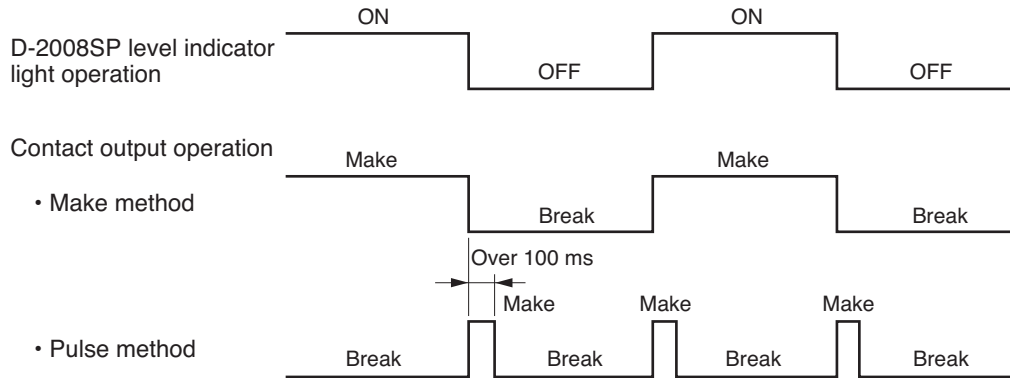 ON ON
D-2008SP level indicator
light operation
OFF OFF
Contact output operation
Make Make
• Make method
Break Break
Over 100 ms
Make Make Make
• Pulse method
Break Break Break Break